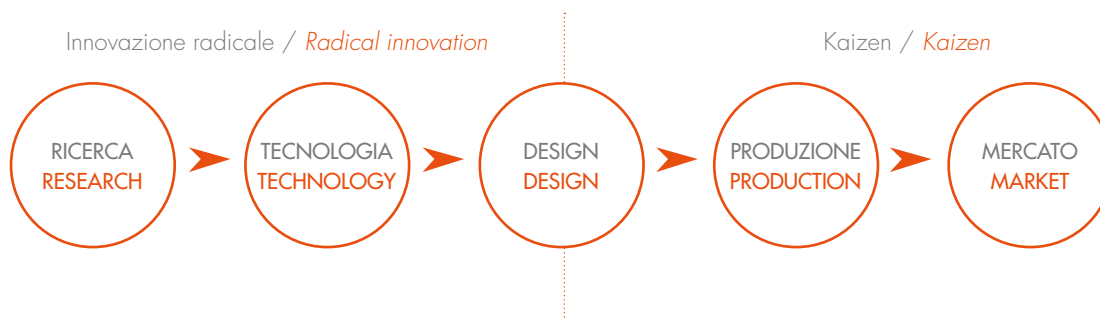 Innovazione radicale / Radical innovation
Kaizen / Kaizen
RICERCA
RESEARCH
TECNOLOGIA
TECHNOLOGY
DESIGN
DESIGN
PRODUZIONE
PRODUCTION
MERCATO
MARKET